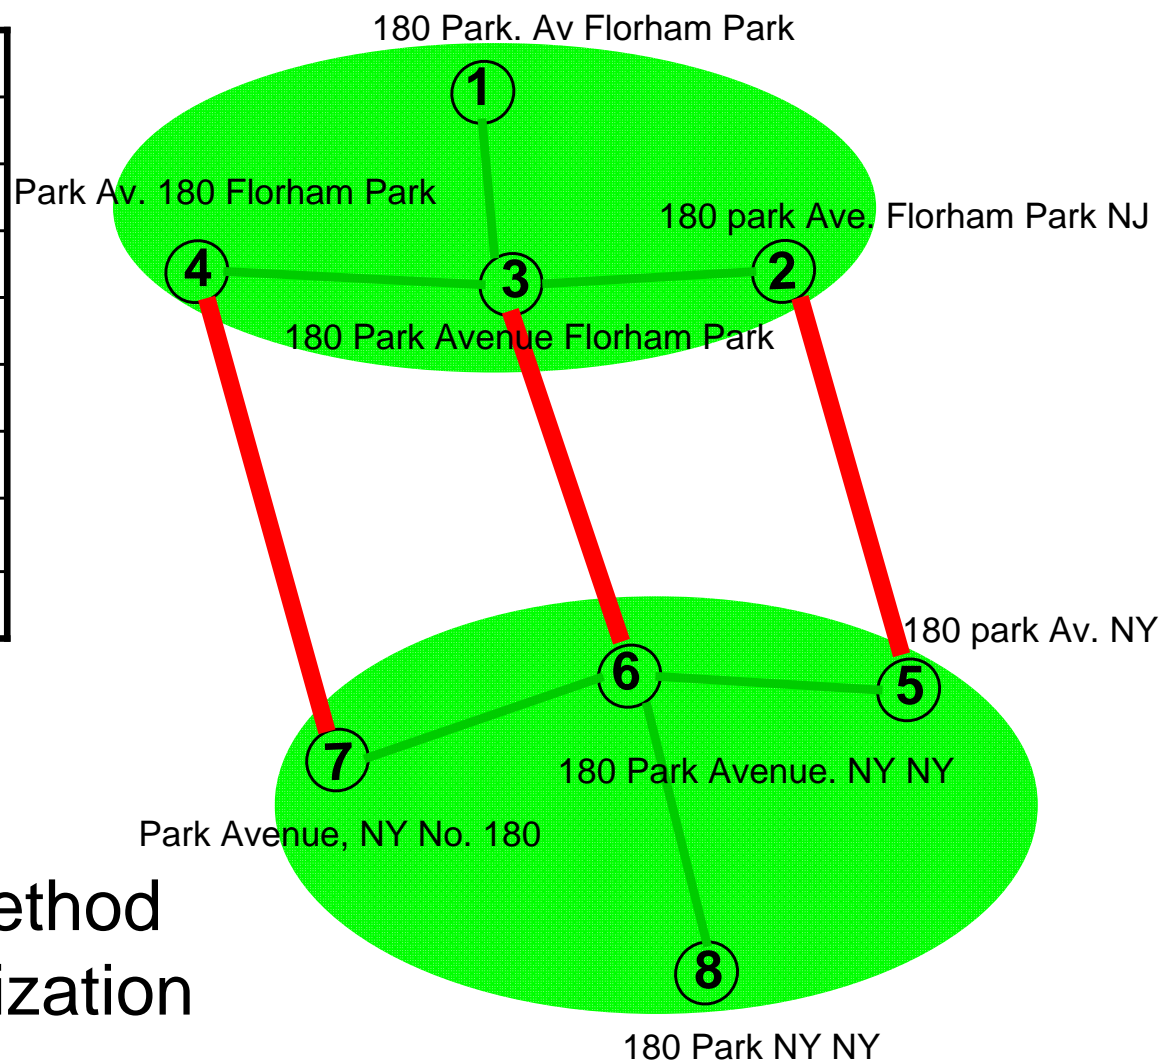 180 Park. Av Florham Park
1
Park Av. 180 Florham Park
180 park Ave. Florham Park NJ
4
3
2
180 Park Avenue Florham Park
180 park Av. NY
6
5
7
180 Park Avenue. NY NY
Park Avenue, NY No. 180
ethod
8
ization
180 Park NY NY